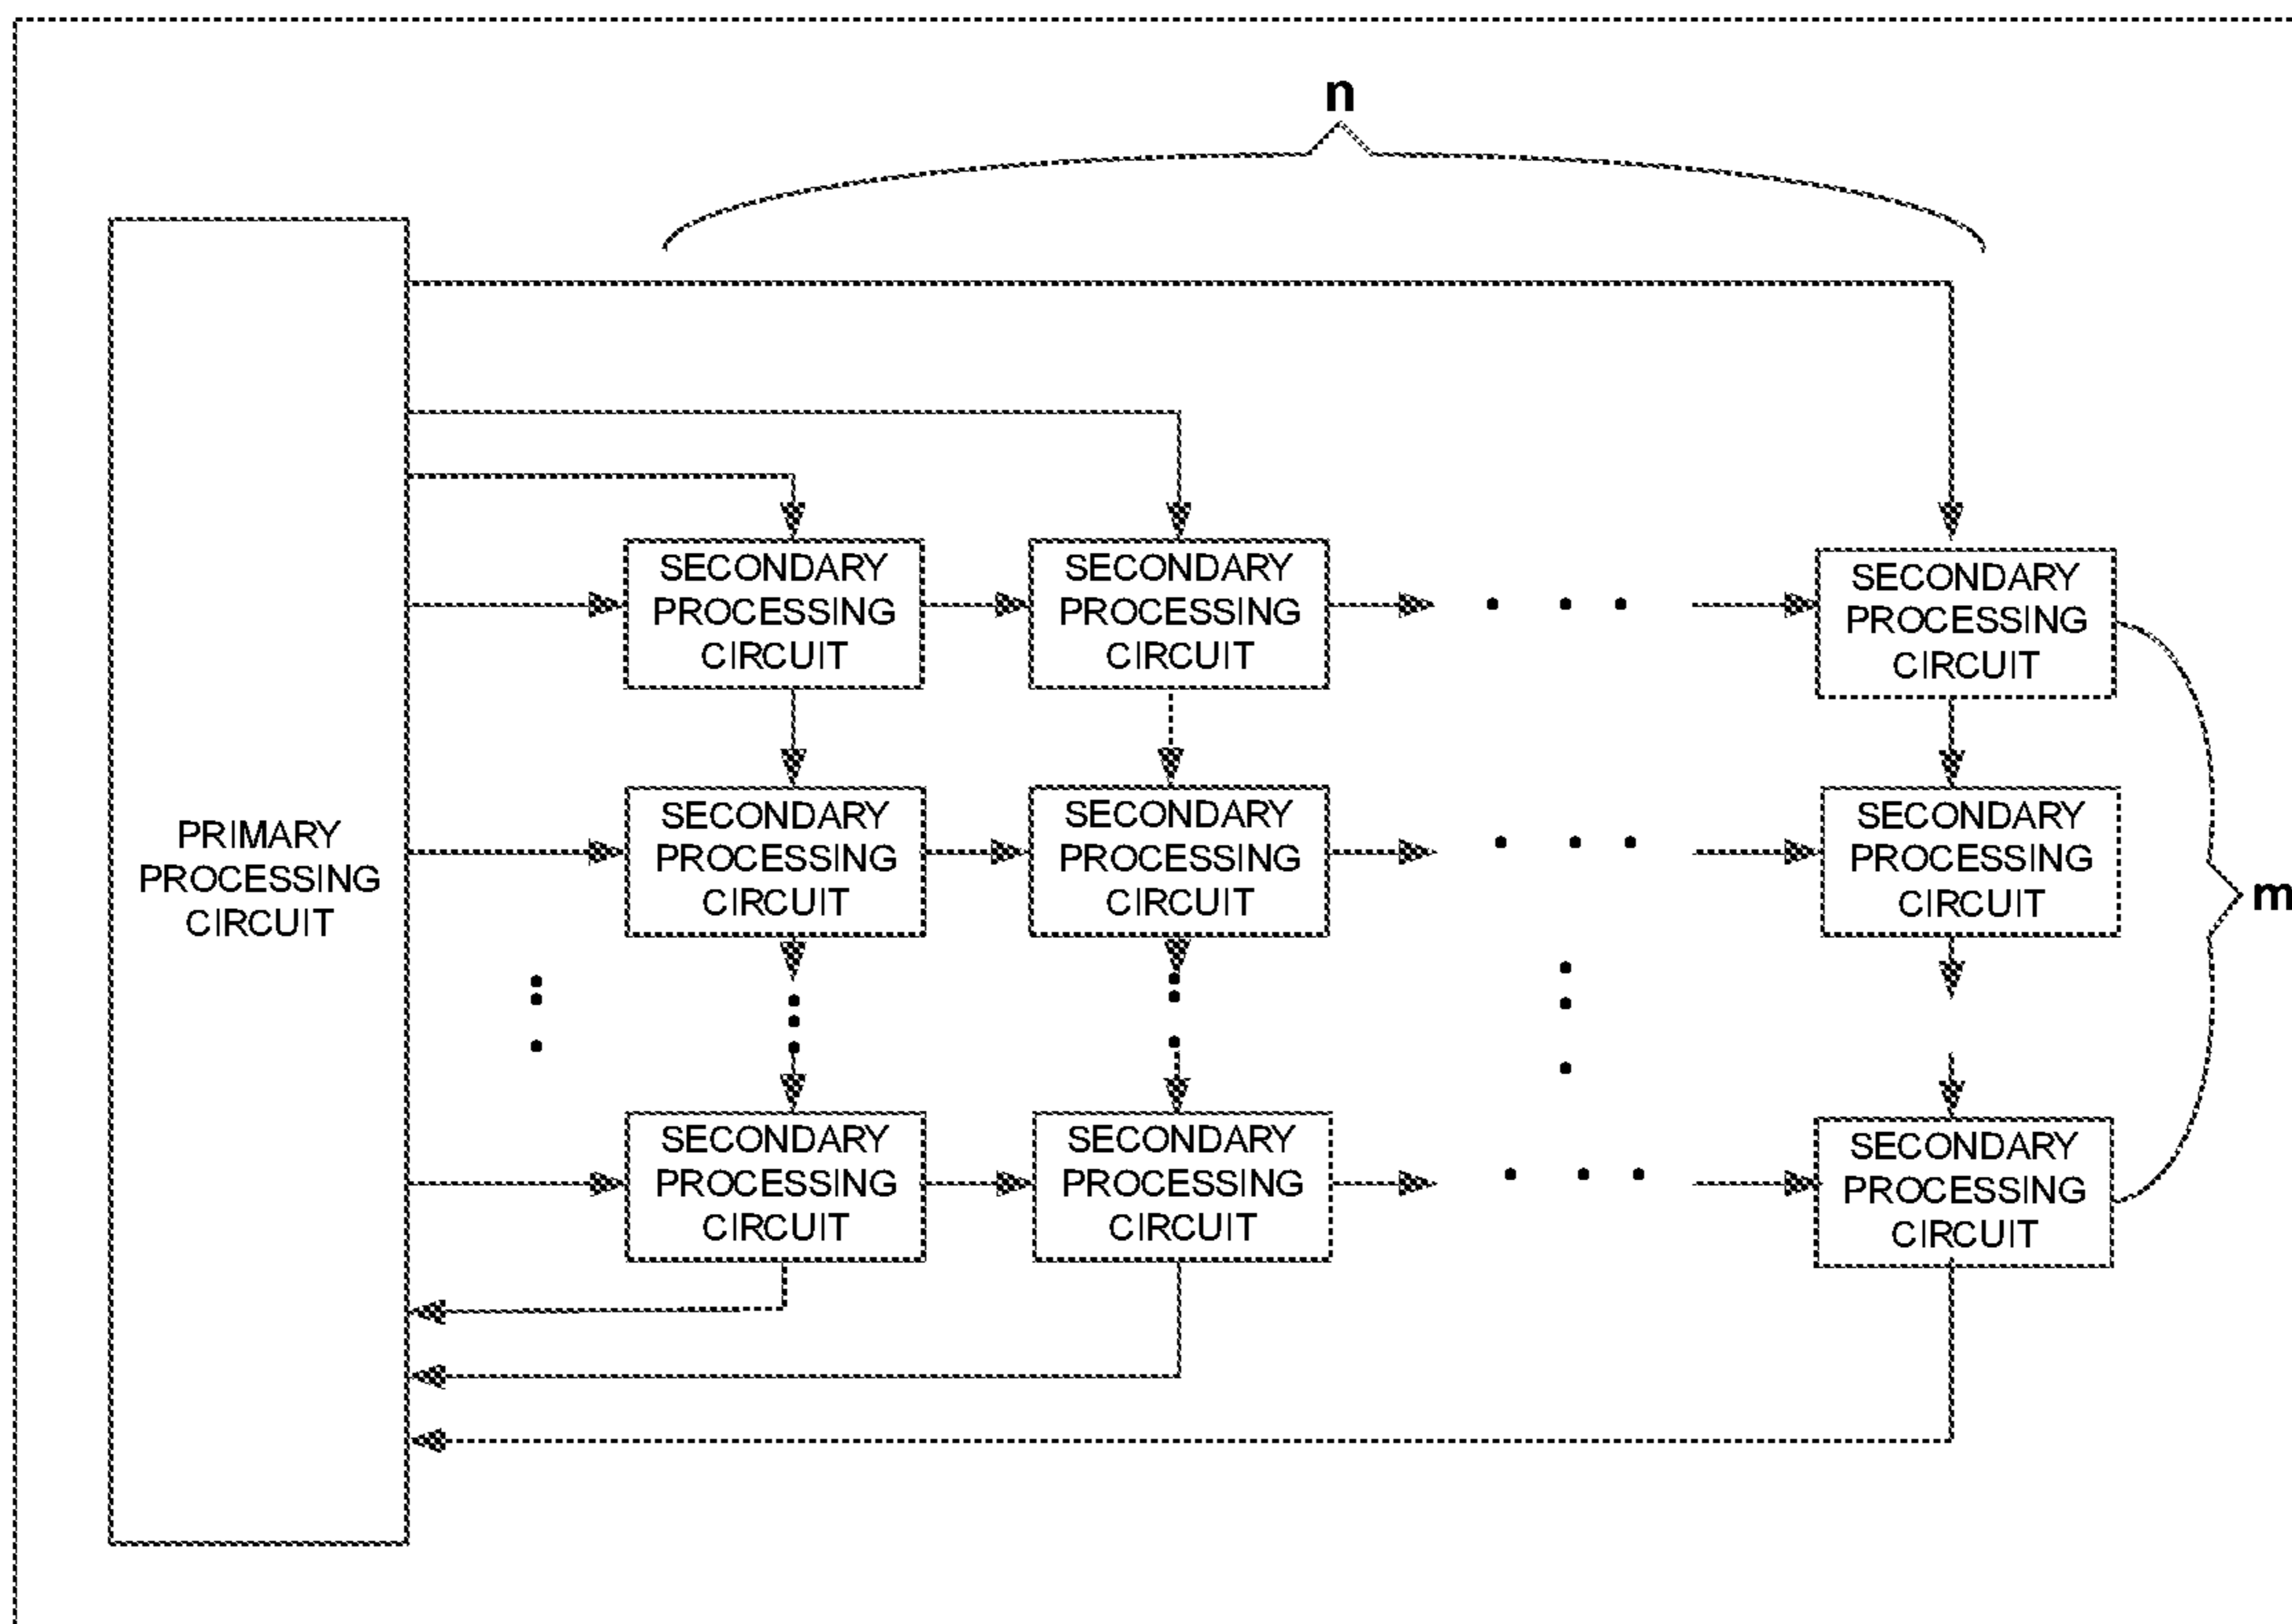 n
SECONDARY
PROCESSING
CIRCUIT
SECONDARY
PROCESSING
CIRCUIT
SECONDARY
PROCESSING
CIRCUIT
PRIMARY
PROCESSING
CIRCUIT
SECONDARY
PROCESSING
CIRCUIT
SECONDARY
PROCESSING
CIRCUIT
SECONDARY
PROCESSING
CIRCUIT
m
SECONDARY
PROCESSING
CIRCUIT
SECONDARY
PROCESSING
CIRCUIT
SECONDARY
PROCESSING
CIRCUIT